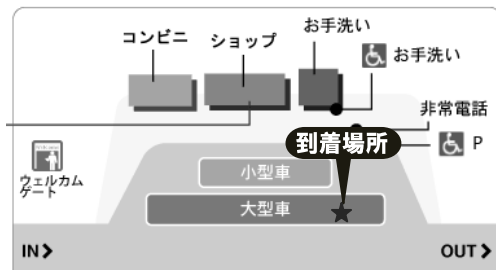 コンビニ
ショップ
お手洗い
お手洗い
非常電話
到着場所
P
ウェルカム
ゲート
小型車
大型車
IN
OUT